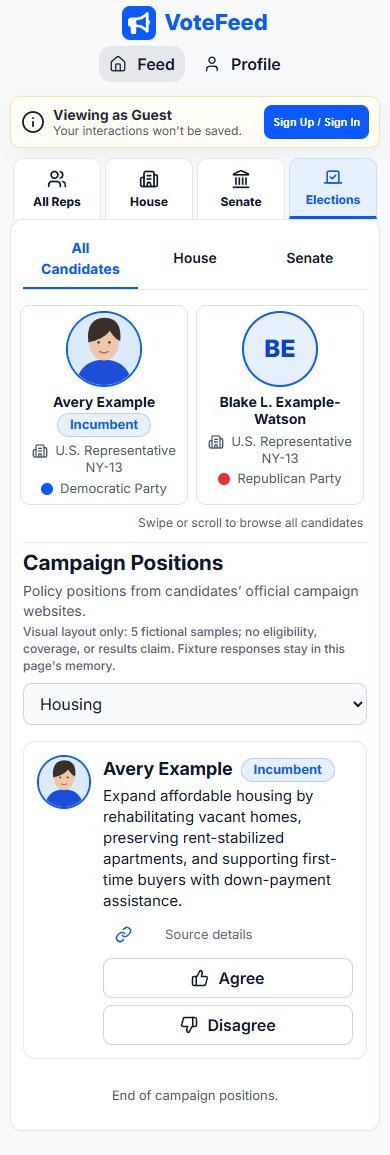 VoteFeed
Feed
Profile
Viewing as Guest
Your interactions won't be saved.
Sign Up / Sign In
All Reps
House
Senate
Elections
All
Candidates
House
Senate
Avery Example
Incumbent
U.S. Representative
NY-13
Democratic Party
BE
Blake L. Example-
Watson
U.S. Representative
NY-13
Republican Party
Swipe or scroll to browse all candidates
Campaign Positions
Policy positions from candidates’ official campaign
websites.
Visual layout only: 5 fictional samples; no eligibility,
coverage, or results claim. Fixture responses stay in this
page's memory.
Housing
Avery Example
Incumbent
Expand affordable housing by
rehabilitating vacant homes,
preserving rent-stabilized
apartments, and supporting first-
time buyers with down-payment
assistance.
Source details
Agree
Disagree
End of campaign positions.